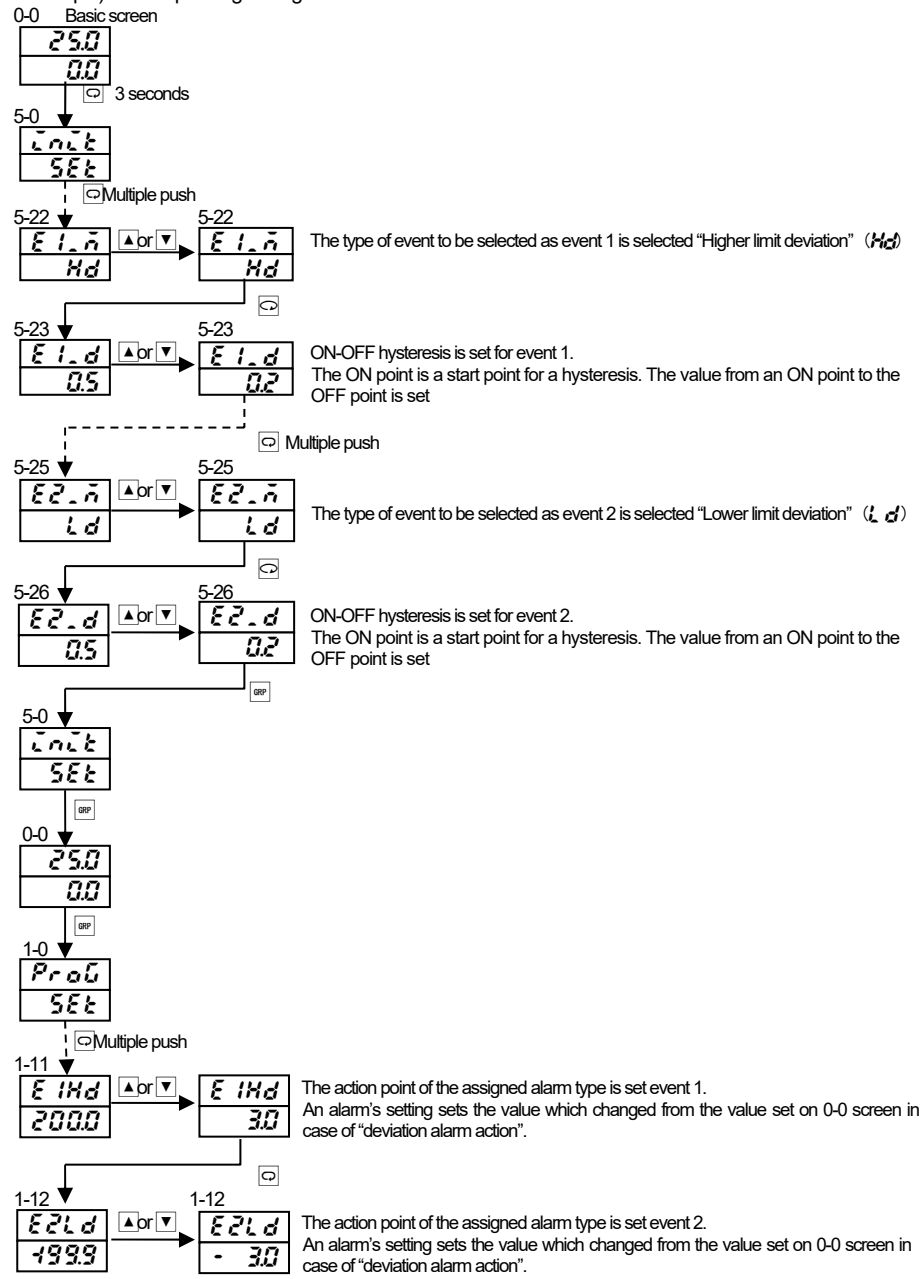 0-0 Basic screen
25.0
0.0
3 seconds
5-0
init
SEt
Multiple push
5-22 5-22
E1_m ▲or▼ E1_m
Hd Hd
The type of event to be selected as event 1 is selected “Higher limit deviation” (Hd)
5-23 5-23
E1_d ▲or▼ E1_d
0.5 0.2
ON-OFF hysteresis is set for event 1.
The ON point is a start point for a hysteresis. The value from an ON point to the
OFF point is set
Multiple push
5-25 5-25
E2_m ▲or▼ E2_m
Ld Ld
The type of event to be selected as event 2 is selected “Lower limit deviation” (Ld)
5-26 5-26
E2_d ▲or▼ E2_d
0.5 0.2
ON-OFF hysteresis is set for event 2.
The ON point is a start point for a hysteresis. The value from an ON point to the
OFF point is set
GRP
5-0
init
SEt
GRP
0-0
25.0
0.0
GRP
1-0
ProG
SEt
Multiple push
1-11
E1Hd ▲or▼ E1Hd
200.0 3.0
The action point of the assigned alarm type is set event 1.
An alarm’s setting sets the value which changed from the value set on 0-0 screen in
case of “deviation alarm action”.
1-12 1-12
E2Ld ▲or▼ E2Ld
-199.9 - 3.0
The action point of the assigned alarm type is set event 2.
An alarm’s setting sets the value which changed from the value set on 0-0 screen in
case of “deviation alarm action”.